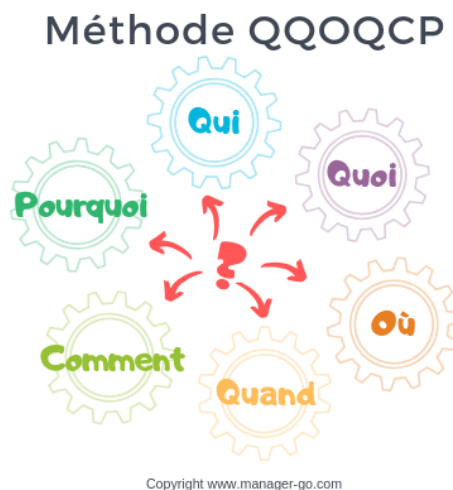 Méthode QQOQCP
Qui
Quoi
Pourquoi
?
Où
Comment
Quand
Copyright www.manager-go.com